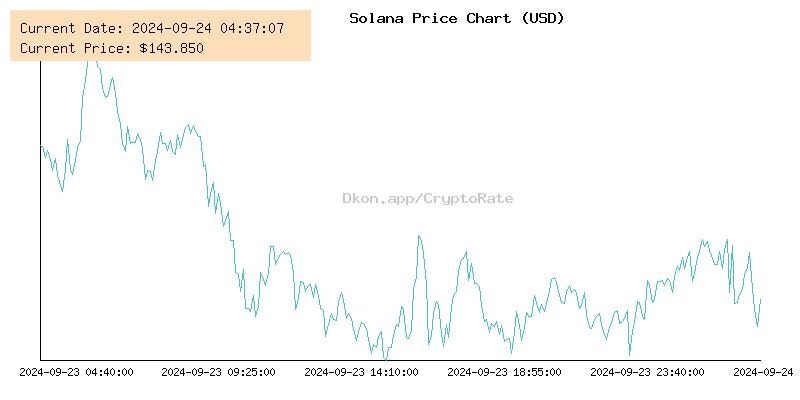 Solana Price Chart (USD)
Current Date: 2024-09-24 04:37:07
Current Price: $143.850
Dkon.app/CryptoRate
2024-09-23 04:40:00 2024-09-23 09:25:00 2024-09-23 14:10:00 2024-09-23 18:55:00 2024-09-23 23:40:00 2024-09-24